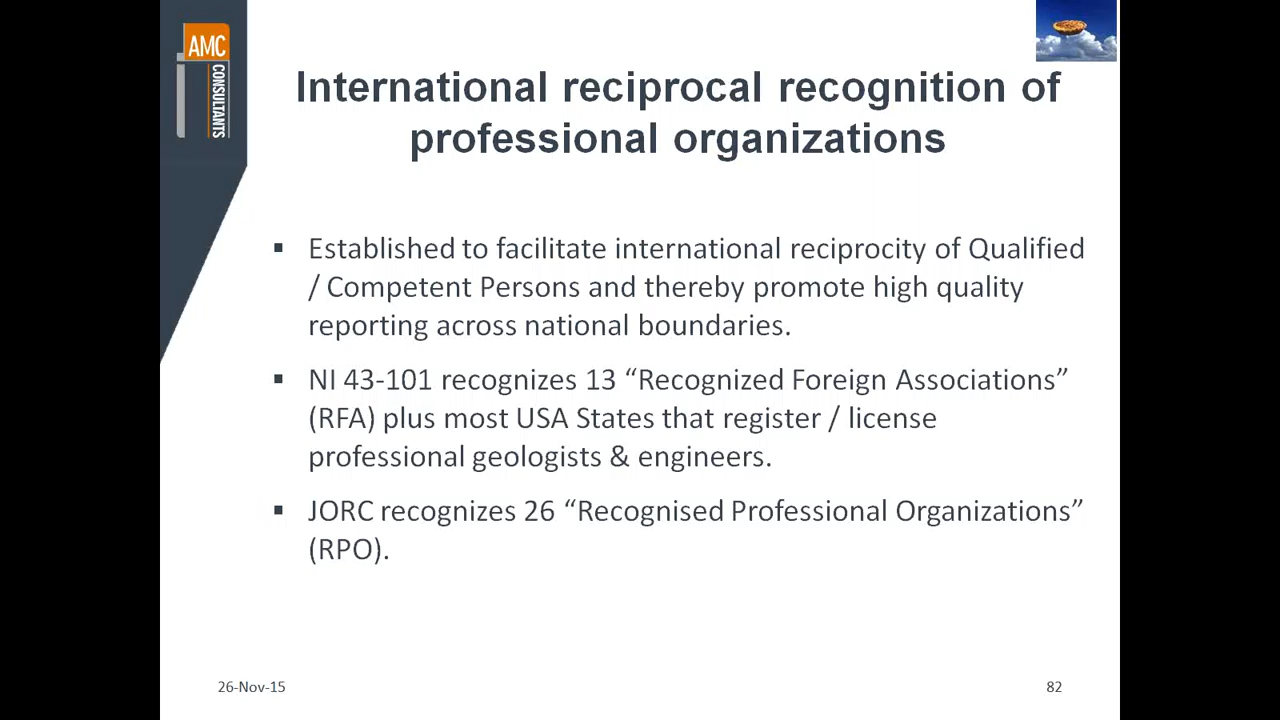 AMC
CONSULTANTS
International reciprocal recognition of
professional organizations
▪ Established to facilitate international reciprocity of Qualified
/ Competent Persons and thereby promote high quality
reporting across national boundaries.
▪ NI 43-101 recognizes 13 “Recognized Foreign Associations”
(RFA) plus most USA States that register / license
professional geologists & engineers.
▪ JORC recognizes 26 “Recognised Professional Organizations”
(RPO).
26-Nov-15
82